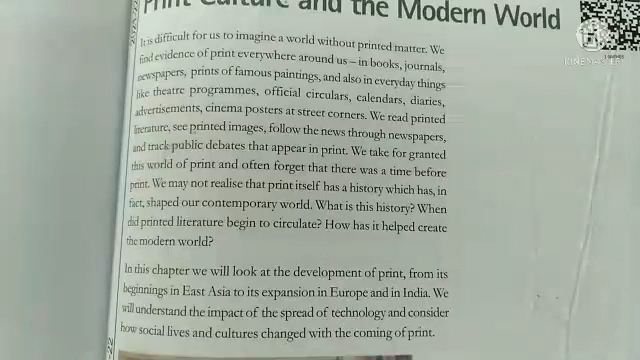 Print Culture and the Modern World
It is difficult for us to imagine a world without printed matter. We
find evidence of print everywhere around us – in books, journals,
newspapers, prints of famous paintings, and also in everyday things
like theatre programmes, official circulars, calendars, diaries,
advertisements, cinema posters at street corners. We read printed
literature, see printed images, follow the news through newspapers,
and track public debates that appear in print. We take for granted
this world of print and often forget that there was a time before
print. We may not realise that print itself has a history which has, in
fact, shaped our contemporary world. What is this history? When
did printed literature begin to circulate? How has it helped create
the modern world?
In this chapter we will look at the development of print, from its
beginnings in East Asia to its expansion in Europe and in India. We
will understand the impact of the spread of technology and consider
how social lives and cultures changed with the coming of print.
KINEMASTER